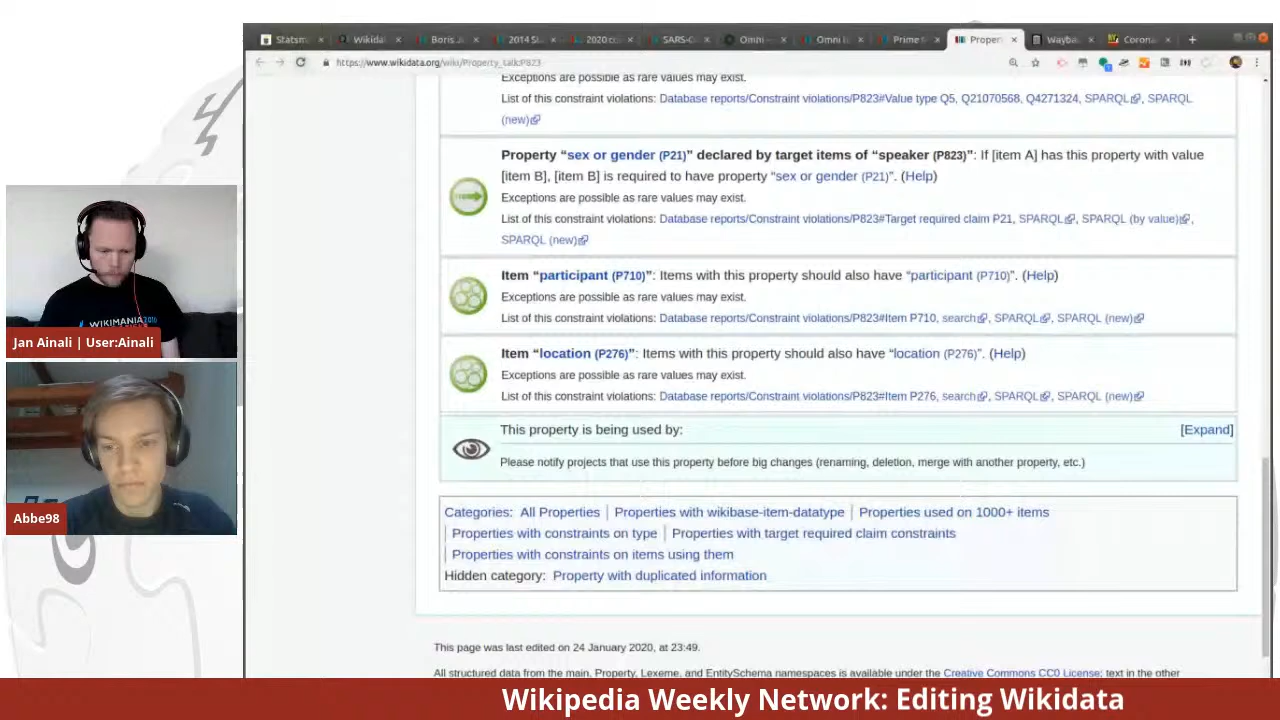 Statsm
Wikida
Boris J
2014 S
2020 c
SARS-C
Omni
Omni
Prime
Proper
Wayba
Corona
https://www.wikidata.org/wiki/Property_talk:P823
Exceptions are possible as rare values may exist.
List of this constraint violations: Database reports/Constraint violations/P823#Value type Q5, Q21070568, Q4271324, SPARQL, SPARQL
(new)
Property “sex or gender (P21)” declared by target items of “speaker (P823)”: If [item A] has this property with value
[item B], [item B] is required to have property “sex or gender (P21)”. (Help)
Exceptions are possible as rare values may exist.
List of this constraint violations: Database reports/Constraint violations/P823#Target required claim P21, SPARQL, SPARQL (by value),
SPARQL (new)
Item “participant (P710)”: Items with this property should also have “participant (P710)”. (Help)
Exceptions are possible as rare values may exist.
List of this constraint violations: Database reports/Constraint violations/P823#Item P710, search, SPARQL, SPARQL (new)
Item “location (P276)”: Items with this property should also have “location (P276)”. (Help)
Exceptions are possible as rare values may exist.
List of this constraint violations: Database reports/Constraint violations/P823#Item P276, search, SPARQL, SPARQL (new)
This property is being used by: [Expand]
Please notify projects that use this property before big changes (renaming, deletion, merge with another property, etc.)
Categories: All Properties | Properties with wikibase-item-datatype | Properties used on 1000+ items
| Properties with constraints on type | Properties with target required claim constraints
| Properties with constraints on items using them
Hidden category: Property with duplicated information
This page was last edited on 24 January 2020, at 23:49.
All structured data from the main, Property, Lexeme, and EntitySchema namespaces is available under the Creative Commons CC0 License; text in the other
WIKIMANIA
Jan Ainali | User:Ainali
Abbe98
Wikipedia Weekly Network: Editing Wikidata